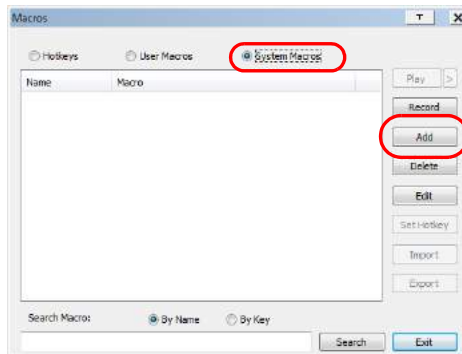 Macros T X
Hotkeys User Macros System Macros
Name Macro
Play >
Record
Add
Delete
Edit
Set Hotkey
Import
Export
Search Macro: By Name By Key
Search Exit